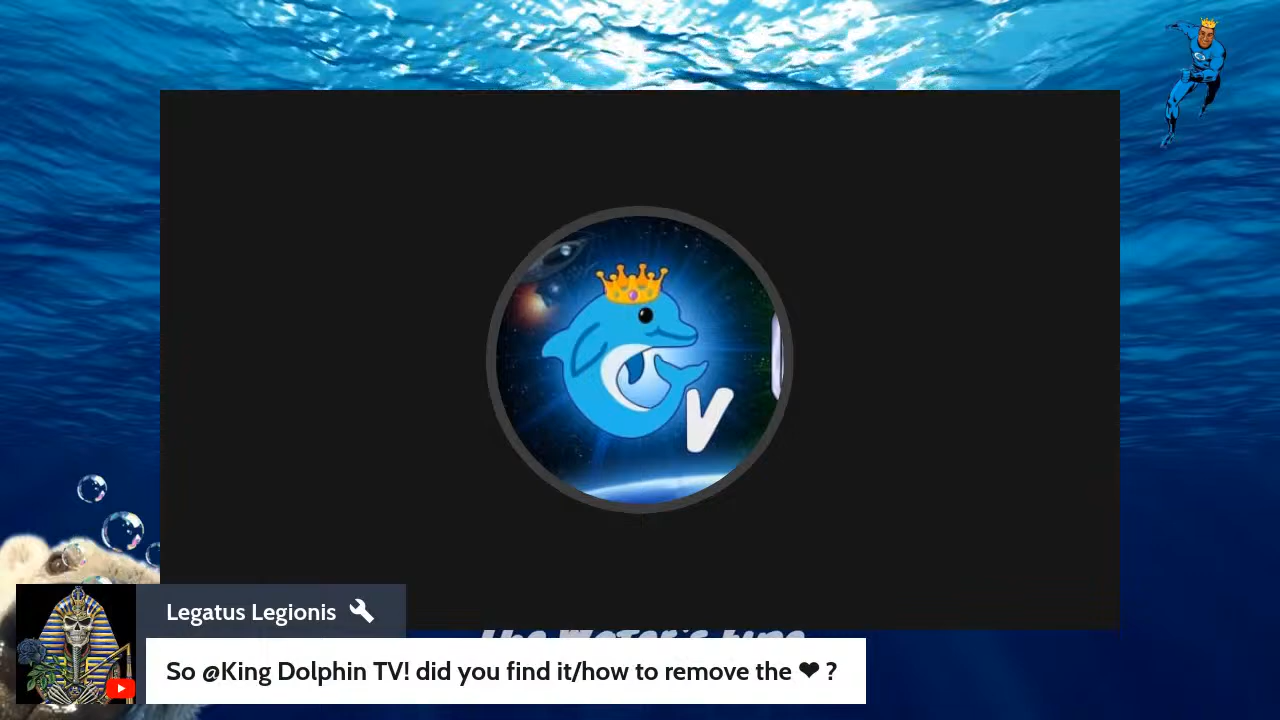 V
Legatus Legionis
So @King Dolphin TV! did you find it/how to remove the ❤ ?